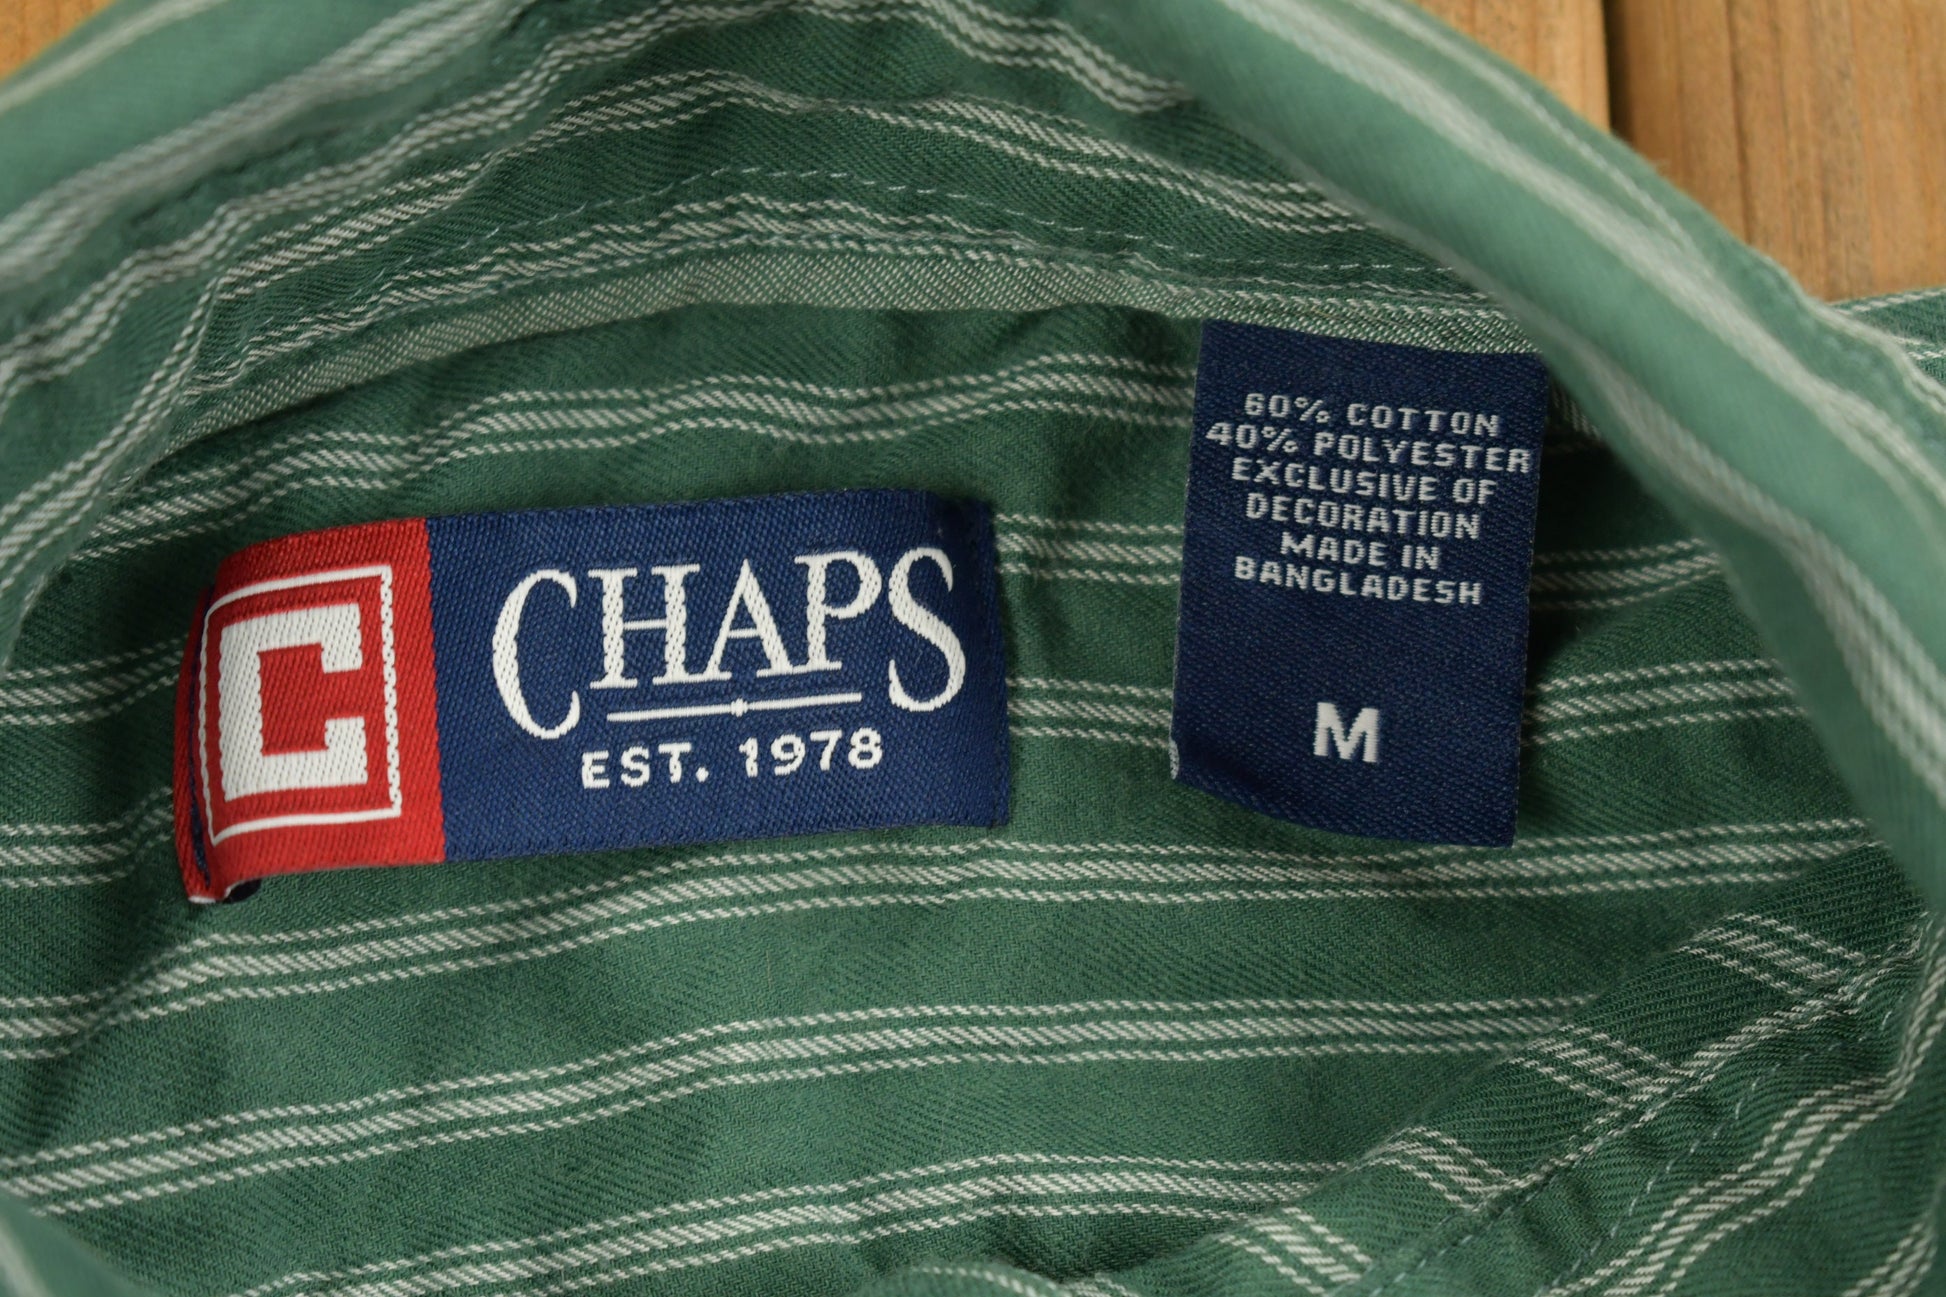 C
CHAPS
EST. 1978
60% COTTON
40% POLYESTER
EXCLUSIVE OF
DECORATION
MADE IN
BANGLADESH
M